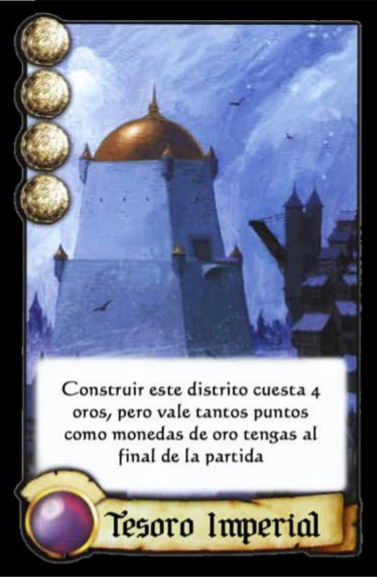 Construir este distrito cuesta 4
oros, pero vale tantos puntos
como monedas de oro tengas al
final de la partida
Tesoro Imperial